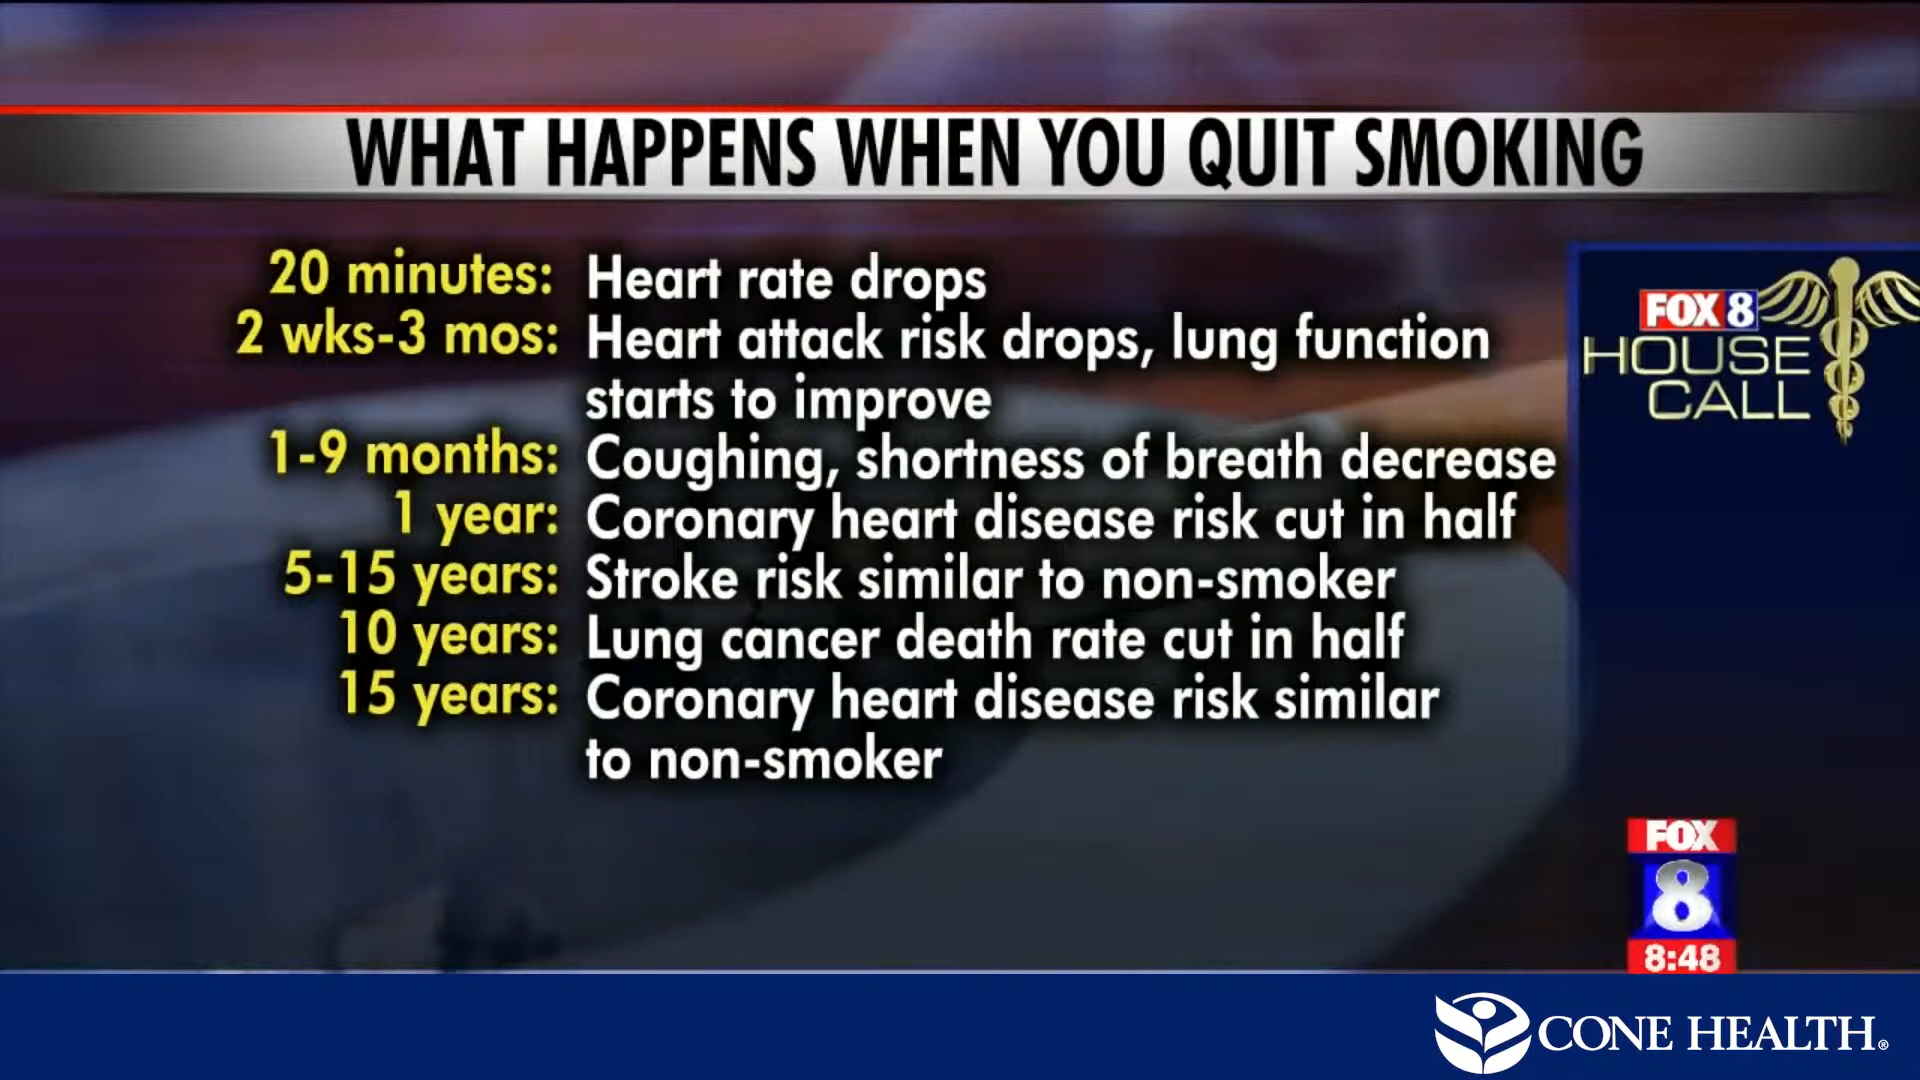 WHAT HAPPENS WHEN YOU QUIT SMOKING
20 minutes: Heart rate drops
2 wks-3 mos: Heart attack risk drops, lung function
starts to improve
1-9 months: Coughing, shortness of breath decrease
1 year: Coronary heart disease risk cut in half
5-15 years: Stroke risk similar to non-smoker
10 years: Lung cancer death rate cut in half
15 years: Coronary heart disease risk similar
to non-smoker
FOX 8
HOUSE
CALL
FOX
8
8:48
CONE HEALTH®